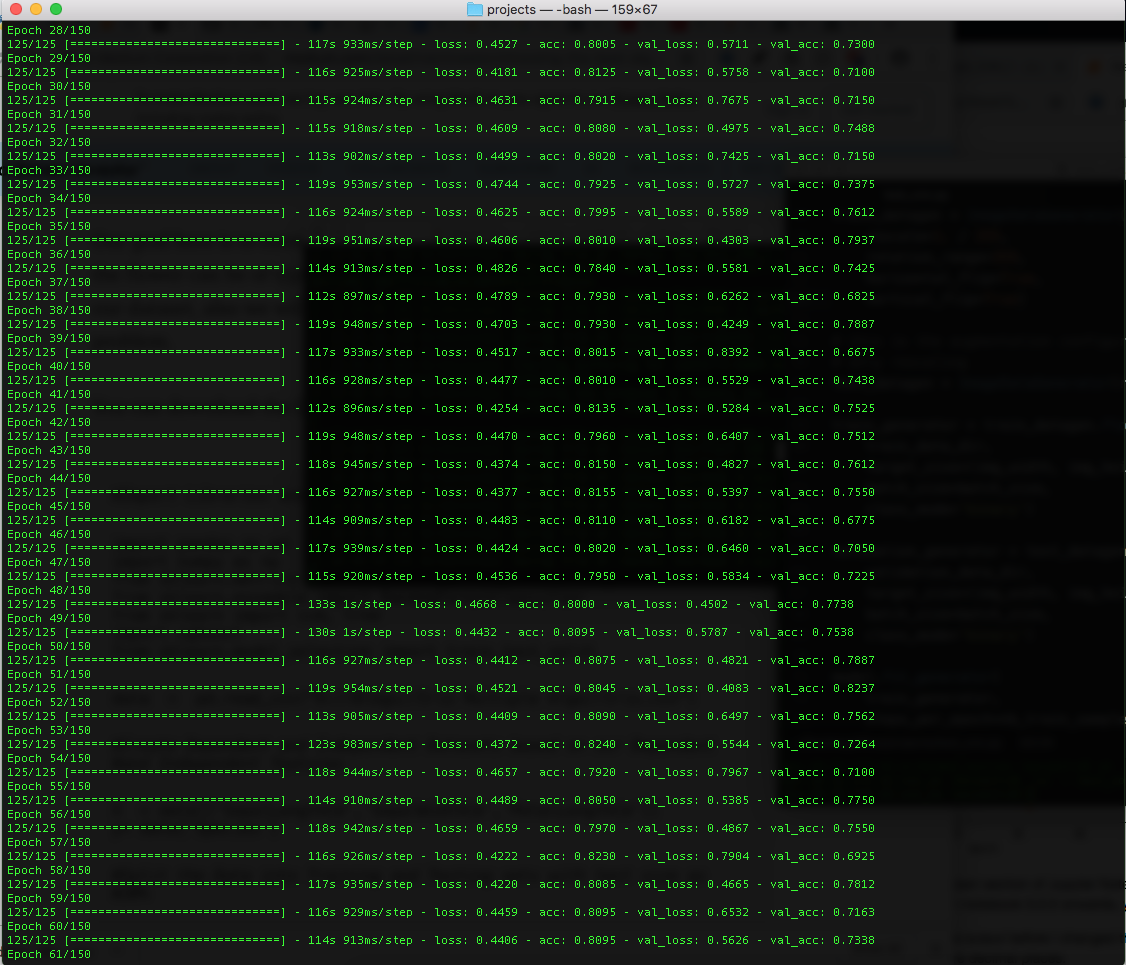 projects — -bash — 159×67
Epoch 28/150
125/125 [==============================] - 117s 933ms/step - loss: 0.4527 - acc: 0.8005 - val_loss: 0.5711 - val_acc: 0.7300
Epoch 29/150
125/125 [==============================] - 116s 925ms/step - loss: 0.4181 - acc: 0.8125 - val_loss: 0.5758 - val_acc: 0.7100
Epoch 30/150
125/125 [==============================] - 115s 924ms/step - loss: 0.4631 - acc: 0.7915 - val_loss: 0.7675 - val_acc: 0.7150
Epoch 31/150
125/125 [==============================] - 115s 918ms/step - loss: 0.4609 - acc: 0.8080 - val_loss: 0.4975 - val_acc: 0.7488
Epoch 32/150
125/125 [==============================] - 113s 902ms/step - loss: 0.4499 - acc: 0.8020 - val_loss: 0.7425 - val_acc: 0.7150
Epoch 33/150
125/125 [==============================] - 119s 953ms/step - loss: 0.4744 - acc: 0.7925 - val_loss: 0.5727 - val_acc: 0.7375
Epoch 34/150
125/125 [==============================] - 116s 924ms/step - loss: 0.4625 - acc: 0.7995 - val_loss: 0.5589 - val_acc: 0.7612
Epoch 35/150
125/125 [==============================] - 119s 951ms/step - loss: 0.4606 - acc: 0.8010 - val_loss: 0.4303 - val_acc: 0.7937
Epoch 36/150
125/125 [==============================] - 114s 913ms/step - loss: 0.4826 - acc: 0.7840 - val_loss: 0.5581 - val_acc: 0.7425
Epoch 37/150
125/125 [==============================] - 112s 897ms/step - loss: 0.4789 - acc: 0.7930 - val_loss: 0.6262 - val_acc: 0.6825
Epoch 38/150
125/125 [==============================] - 119s 948ms/step - loss: 0.4703 - acc: 0.7930 - val_loss: 0.4249 - val_acc: 0.7887
Epoch 39/150
125/125 [==============================] - 117s 933ms/step - loss: 0.4517 - acc: 0.8015 - val_loss: 0.8392 - val_acc: 0.6675
Epoch 40/150
125/125 [==============================] - 116s 928ms/step - loss: 0.4477 - acc: 0.8010 - val_loss: 0.5529 - val_acc: 0.7438
Epoch 41/150
125/125 [==============================] - 112s 896ms/step - loss: 0.4254 - acc: 0.8135 - val_loss: 0.5284 - val_acc: 0.7525
Epoch 42/150
125/125 [==============================] - 119s 948ms/step - loss: 0.4470 - acc: 0.7960 - val_loss: 0.6407 - val_acc: 0.7512
Epoch 43/150
125/125 [==============================] - 118s 945ms/step - loss: 0.4374 - acc: 0.8150 - val_loss: 0.4827 - val_acc: 0.7612
Epoch 44/150
125/125 [==============================] - 116s 927ms/step - loss: 0.4377 - acc: 0.8155 - val_loss: 0.5397 - val_acc: 0.7550
Epoch 45/150
125/125 [==============================] - 114s 909ms/step - loss: 0.4483 - acc: 0.8110 - val_loss: 0.6182 - val_acc: 0.6775
Epoch 46/150
125/125 [==============================] - 117s 939ms/step - loss: 0.4424 - acc: 0.8020 - val_loss: 0.6460 - val_acc: 0.7050
Epoch 47/150
125/125 [==============================] - 115s 920ms/step - loss: 0.4536 - acc: 0.7950 - val_loss: 0.5834 - val_acc: 0.7225
Epoch 48/150
125/125 [==============================] - 133s 1s/step - loss: 0.4668 - acc: 0.8000 - val_loss: 0.4502 - val_acc: 0.7738
Epoch 49/150
125/125 [==============================] - 130s 1s/step - loss: 0.4432 - acc: 0.8095 - val_loss: 0.5787 - val_acc: 0.7538
Epoch 50/150
125/125 [==============================] - 116s 927ms/step - loss: 0.4412 - acc: 0.8075 - val_loss: 0.4821 - val_acc: 0.7887
Epoch 51/150
125/125 [==============================] - 119s 954ms/step - loss: 0.4521 - acc: 0.8045 - val_loss: 0.4083 - val_acc: 0.8237
Epoch 52/150
125/125 [==============================] - 113s 905ms/step - loss: 0.4409 - acc: 0.8090 - val_loss: 0.6497 - val_acc: 0.7562
Epoch 53/150
125/125 [==============================] - 123s 983ms/step - loss: 0.4372 - acc: 0.8240 - val_loss: 0.5544 - val_acc: 0.7264
Epoch 54/150
125/125 [==============================] - 118s 944ms/step - loss: 0.4657 - acc: 0.7920 - val_loss: 0.7967 - val_acc: 0.7100
Epoch 55/150
125/125 [==============================] - 114s 910ms/step - loss: 0.4489 - acc: 0.8050 - val_loss: 0.5385 - val_acc: 0.7750
Epoch 56/150
125/125 [==============================] - 118s 942ms/step - loss: 0.4659 - acc: 0.7970 - val_loss: 0.4867 - val_acc: 0.7550
Epoch 57/150
125/125 [==============================] - 116s 926ms/step - loss: 0.4222 - acc: 0.8230 - val_loss: 0.7904 - val_acc: 0.6925
Epoch 58/150
125/125 [==============================] - 117s 935ms/step - loss: 0.4220 - acc: 0.8085 - val_loss: 0.4665 - val_acc: 0.7812
Epoch 59/150
125/125 [==============================] - 116s 929ms/step - loss: 0.4459 - acc: 0.8095 - val_loss: 0.6532 - val_acc: 0.7163
Epoch 60/150
125/125 [==============================] - 114s 913ms/step - loss: 0.4406 - acc: 0.8095 - val_loss: 0.5626 - val_acc: 0.7338
Epoch 61/150